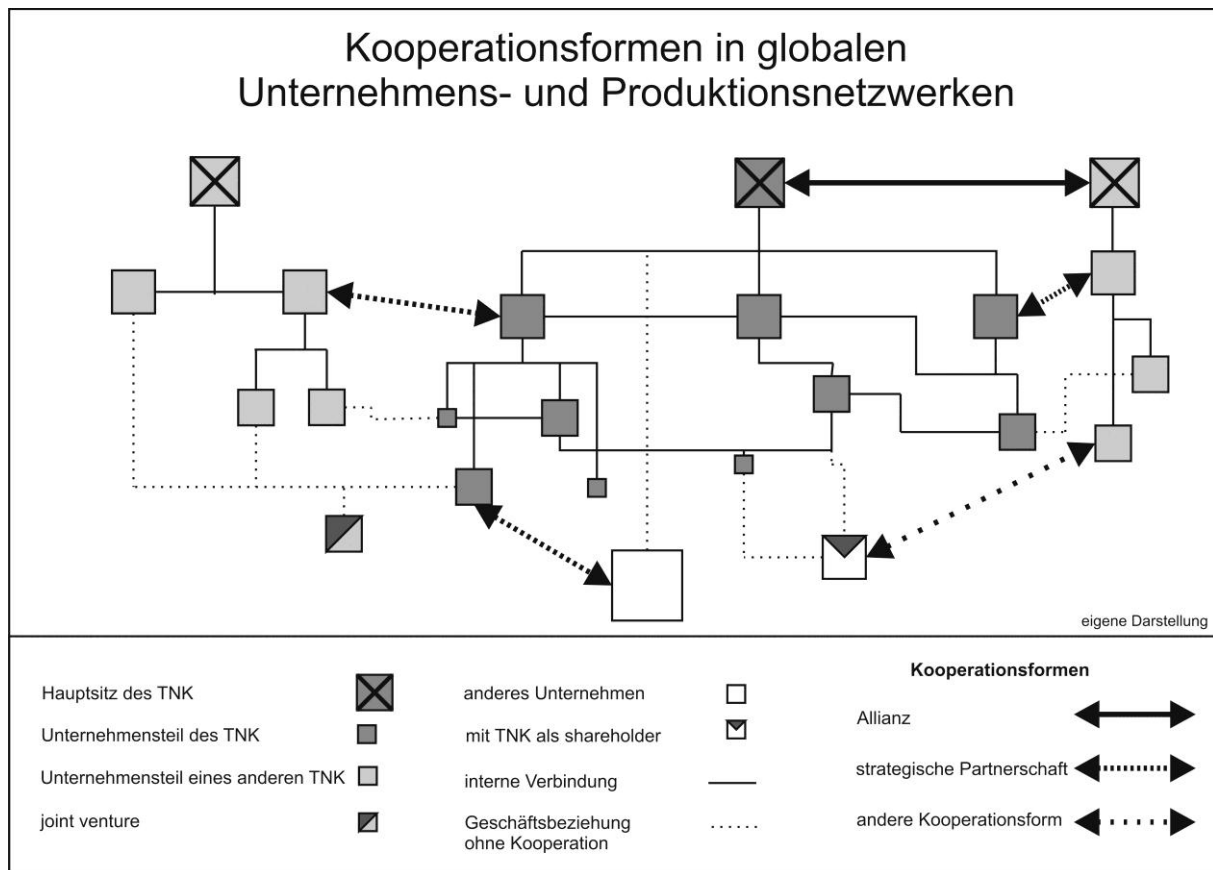 Kooperationsformen in globalen
Unternehmens- und Produktionsnetzwerken
eigene Darstellung
Hauptsitz des TNK
Unternehmensteil des TNK
Unternehmensteil eines anderen TNK
joint venture
anderes Unternehmen
mit TNK als shareholder
interne Verbindung
Geschäftsbeziehung
ohne Kooperation
Kooperationsformen
Allianz
strategische Partnerschaft
andere Kooperationsform